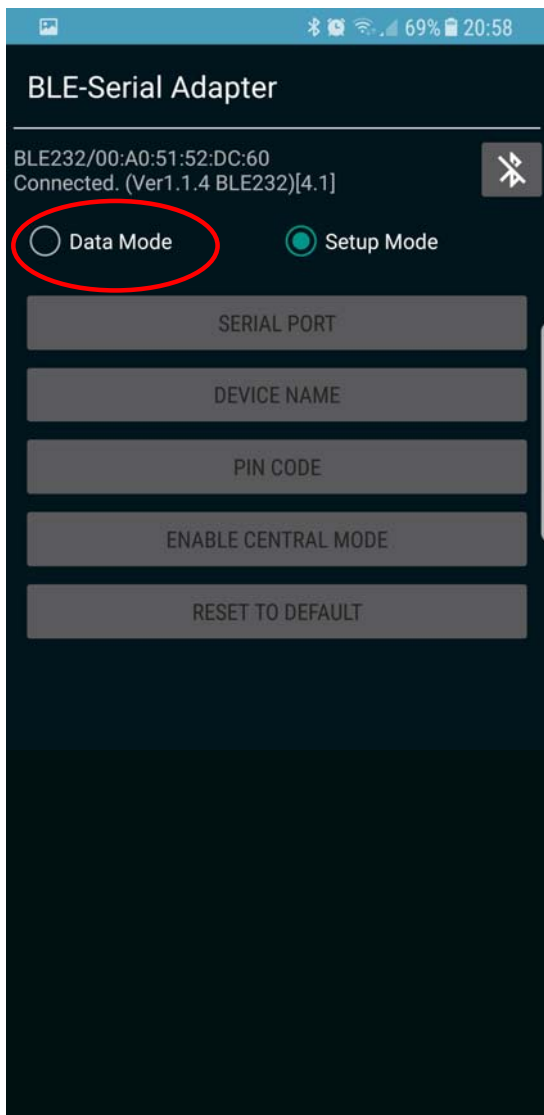 69% 20:58
BLE-Serial Adapter
BLE232/00:A0:51:52:DC:60
Connected. (Ver1.1.4 BLE232)[4.1]
Data Mode Setup Mode
SERIAL PORT
DEVICE NAME
PIN CODE
ENABLE CENTRAL MODE
RESET TO DEFAULT